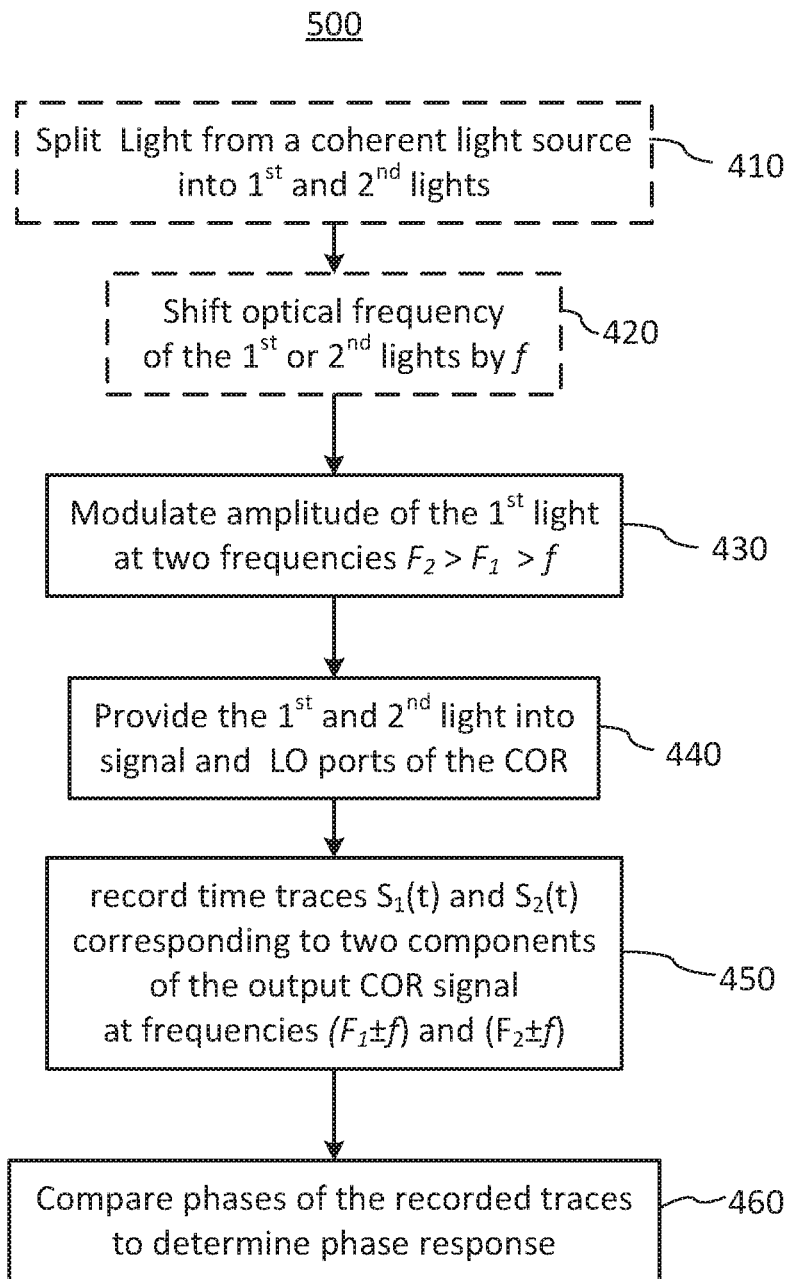 500
Split Light from a coherent light source
into 1st and 2nd lights
410
Shift optical frequency
of the 1st or 2nd lights by f
420
Modulate amplitude of the 1st light
at two frequencies F2 > F1 > f
430
Provide the 1st and 2nd light into
signal and LO ports of the COR
440
record time traces S1(t) and S2(t)
corresponding to two components
of the output COR signal
at frequencies (F1±f) and (F2±f)
450
Compare phases of the recorded traces
to determine phase response
460